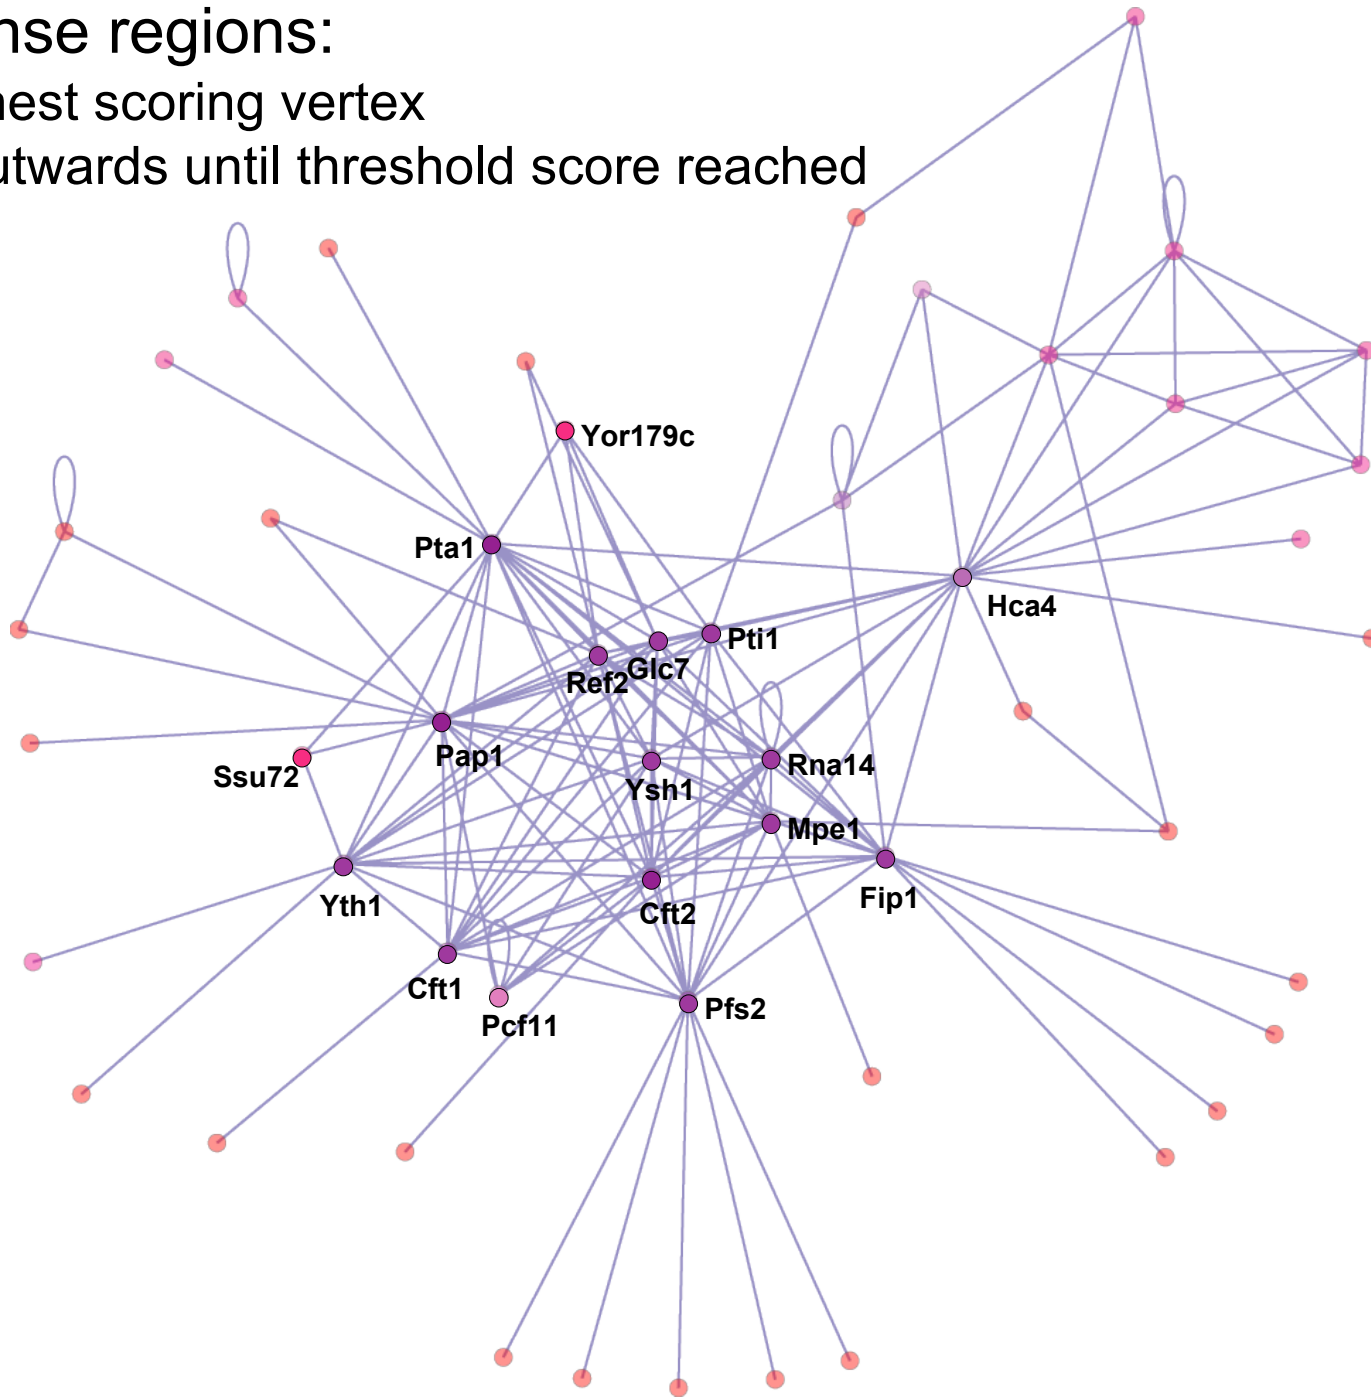 nse regions:
nest scoring vertex
utwards until threshold score reached
Yor179c
Pta1
Hca4
Pti1
Glc7
Ref2
Pap1
Ssu72
Ysh1
Rna14
Mpe1
Yth1
Cft2
Fip1
Cft1
Pcf11
Pfs2